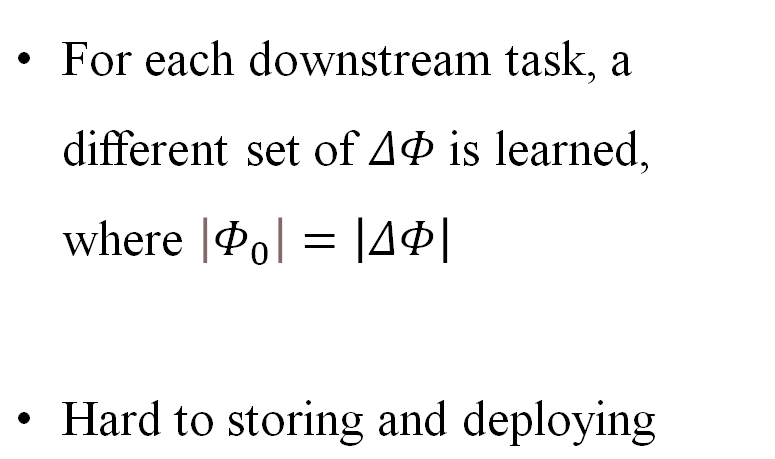 • For each downstream task, a
different set of ΔΦ is learned,
where |Φ₀| = |ΔΦ|
• Hard to storing and deploying